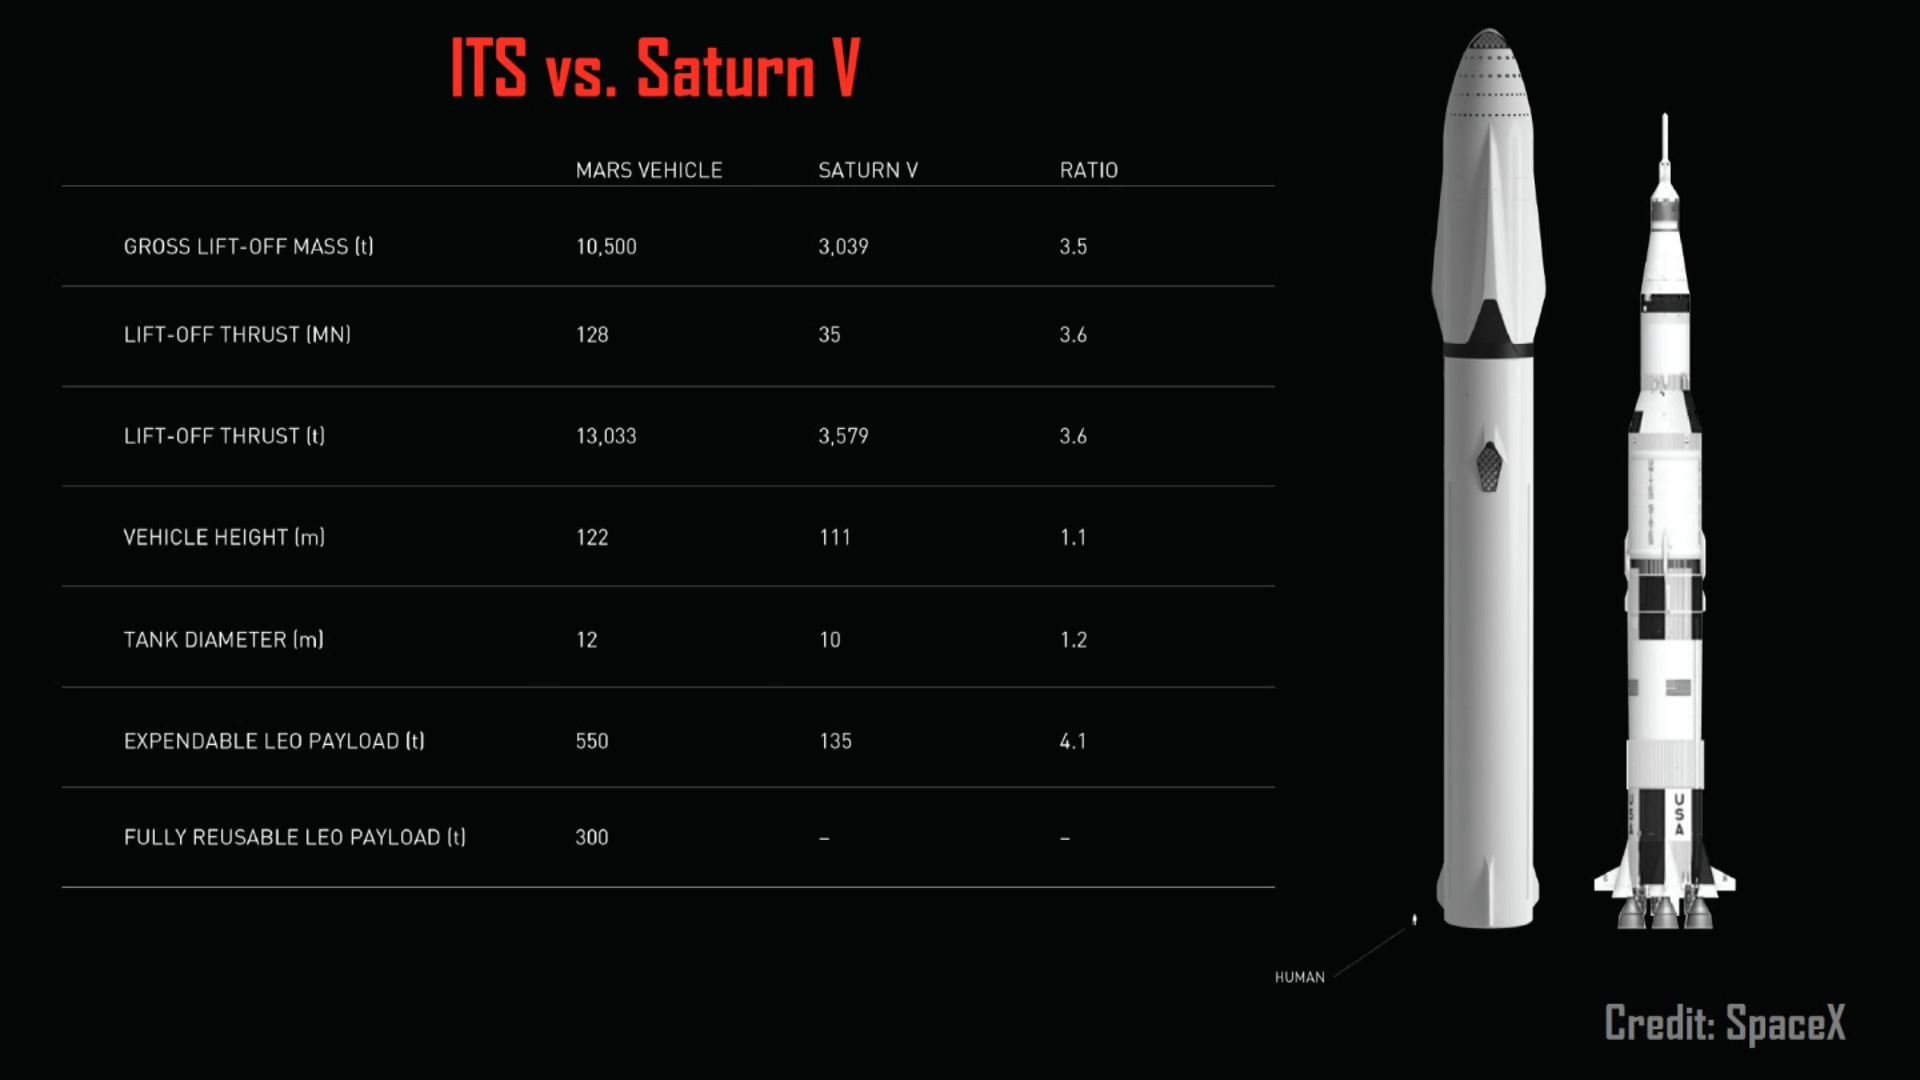 ITS vs. Saturn V
MARS VEHICLE SATURN V RATIO
GROSS LIFT-OFF MASS (t) 10,500 3,039 3.5
LIFT-OFF THRUST (MN) 128 35 3.6
LIFT-OFF THRUST (t) 13,033 3,579 3.6
VEHICLE HEIGHT (m) 122 111 1.1
TANK DIAMETER (m) 12 10 1.2
EXPENDABLE LEO PAYLOAD (t) 550 135 4.1
FULLY REUSABLE LEO PAYLOAD (t) 300 – –
USA
HUMAN
Credit: SpaceX